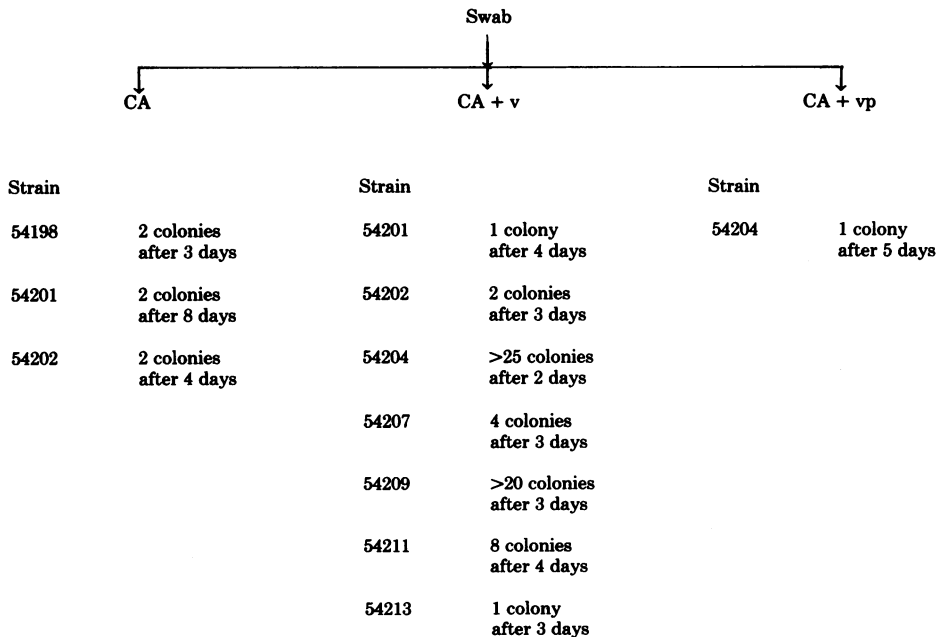 Swab
CA CA + v CA + vp
Strain Strain Strain
54198 2 colonies 54201 1 colony 54204 1 colony
after 3 days after 4 days after 5 days
54201 2 colonies 54202 2 colonies
after 8 days after 3 days
54202 2 colonies 54204 >25 colonies
after 4 days after 2 days
54207 4 colonies
after 3 days
54209 >20 colonies
after 3 days
54211 8 colonies
after 4 days
54213 1 colony
after 3 days